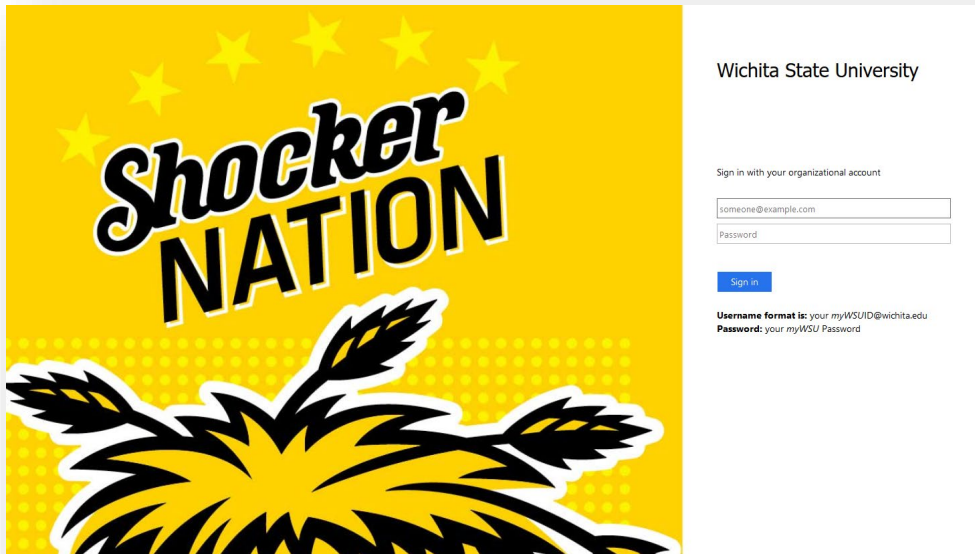 Shocker
NATION
Wichita State University
Sign in with your organizational account
someone@example.com
Password
Sign in
Username format is: your myWSUID@wichita.edu
Password: your myWSU Password